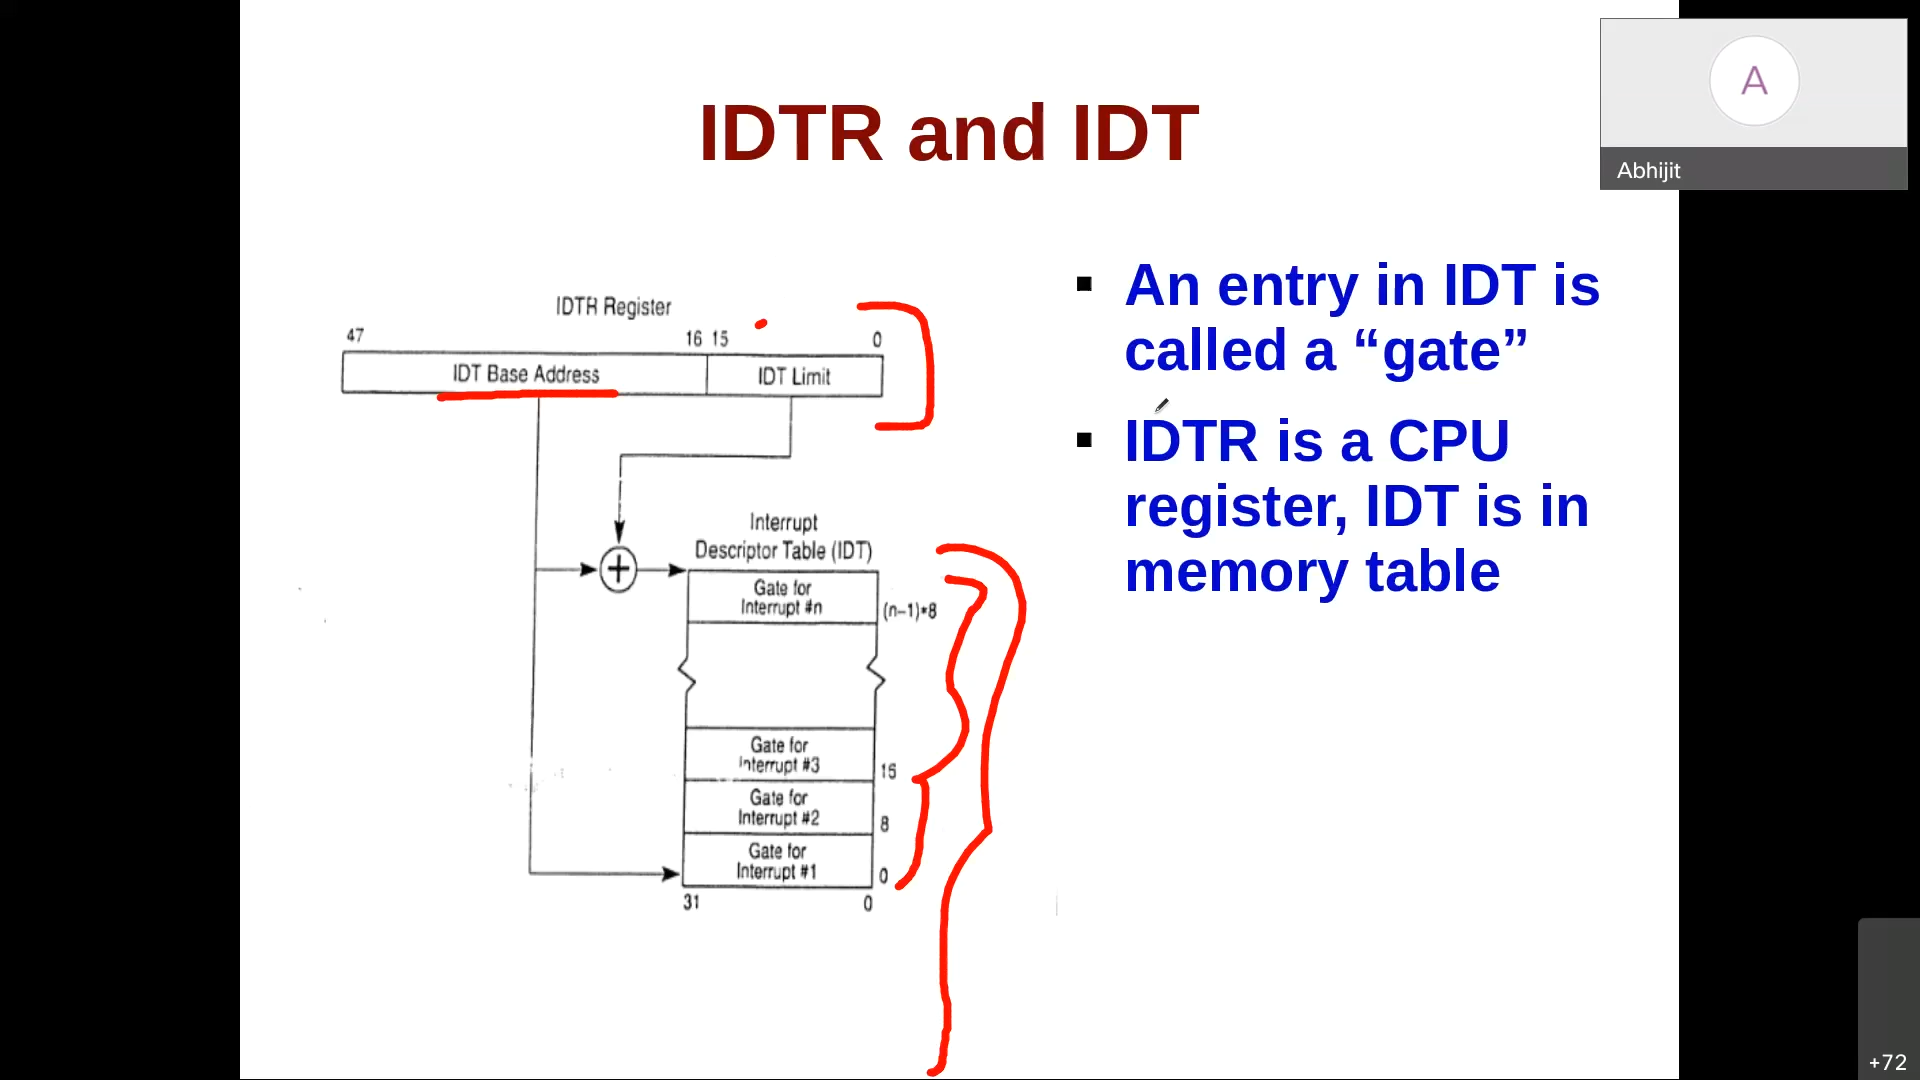 IDTR and IDT
A
Abhijit
An entry in IDT is
called a “gate”
IDTR is a CPU
register, IDT is in
memory table
IDTR Register
47 16 15 0
IDT Base Address IDT Limit
Interrupt
Descriptor Table (IDT)
Gate for
Interrupt #n
(n–1)*8
Gate for
Interrupt #3
16
Gate for
Interrupt #2
8
Gate for
Interrupt #1
0
31 0
+72